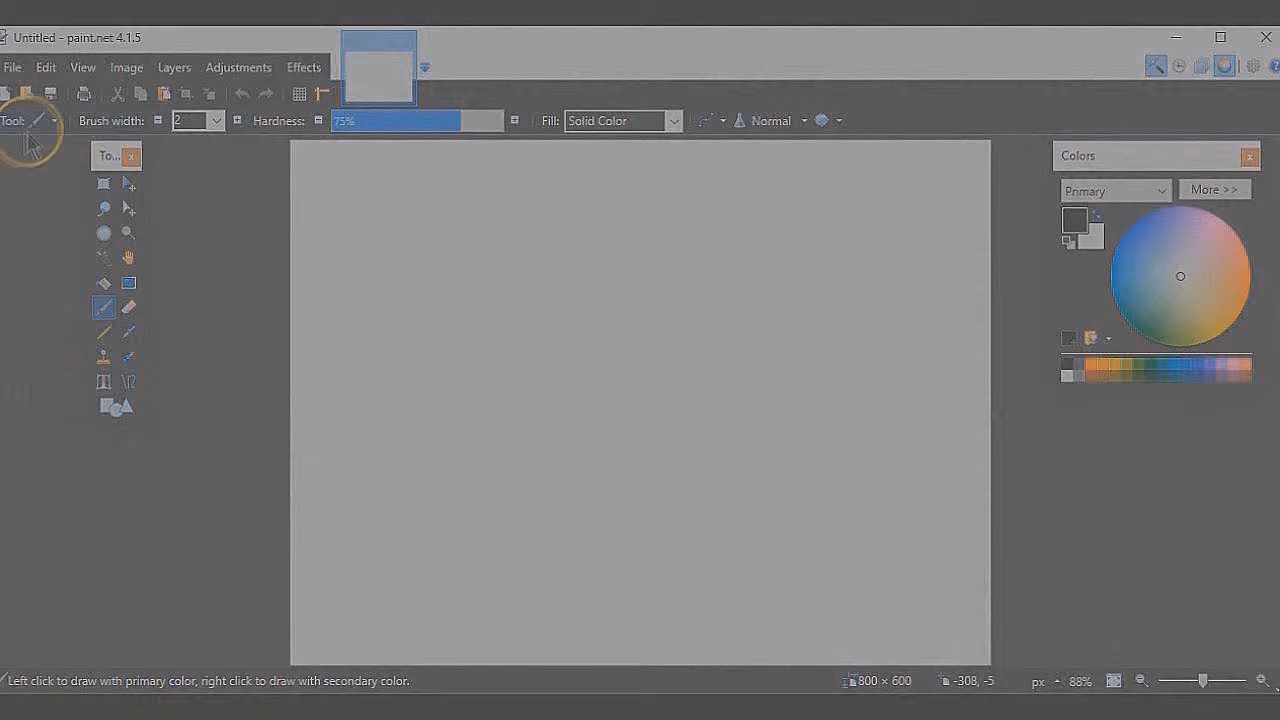 Untitled - paint.net 4.1.5
File Edit View Image Layers Adjustments Effects
Tool: Brush width: 2 Hardness: 75% Fill: Solid Color Normal
To...
Colors
Primary More >>
Left click to draw with primary color, right click to draw with secondary color. 800 × 600 -308, -5 px 88%